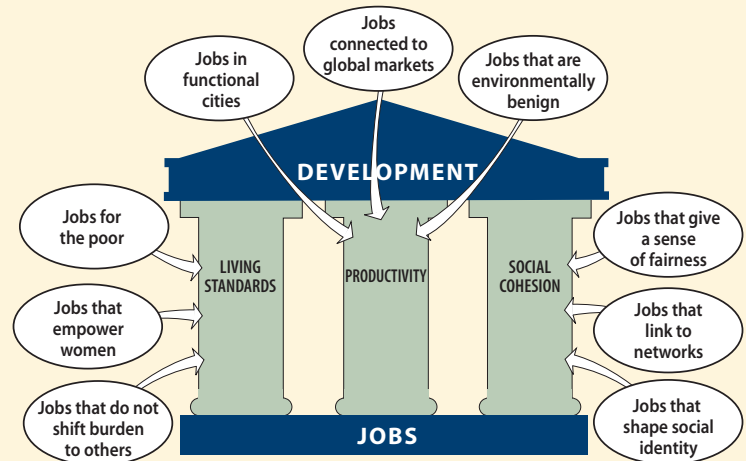 Jobs in
functional
cities
Jobs
connected to
global markets
Jobs that are
environmentally
benign
DEVELOPMENT
Jobs for
the poor
Jobs that
empower
women
Jobs that do not
shift burden
to others
LIVING
STANDARDS
PRODUCTIVITY
SOCIAL
COHESION
Jobs that give
a sense
of fairness
Jobs that
link to
networks
Jobs that
shape social
identity
JOBS